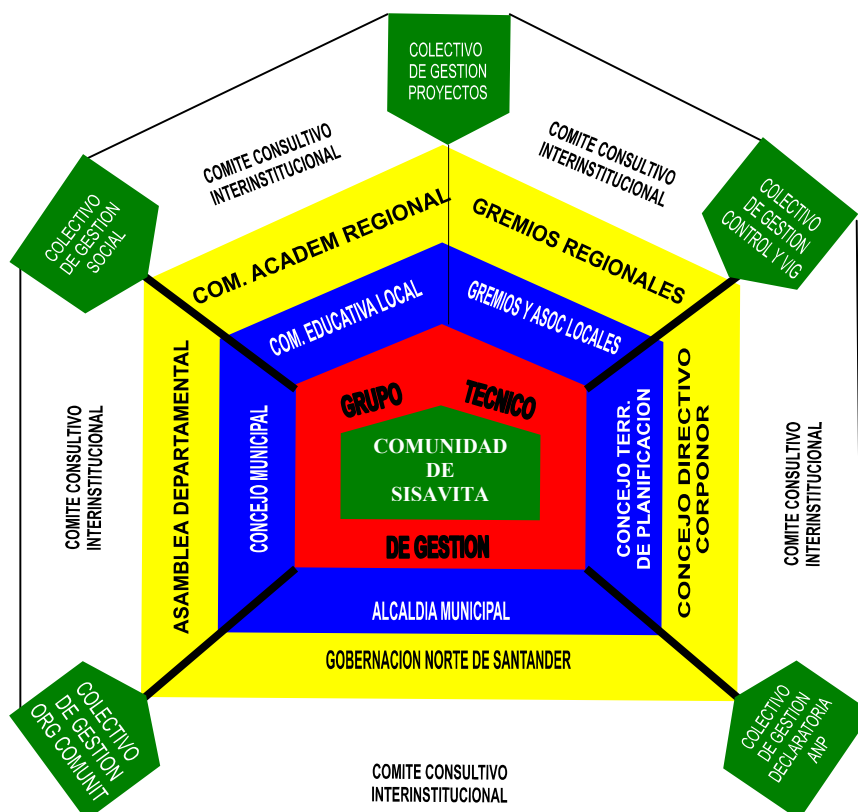 COLECTIVO
DE GESTION
PROYECTOS
COMITE CONSULTIVO
INTERINSTITUCIONAL
COMITE CONSULTIVO
INTERINSTITUCIONAL
COLECTIVO
DE GESTION
SOCIAL
COLECTIVO
DE GESTION
CONTROL Y VIG
COM. ACADEM REGIONAL
GREMIOS REGIONALES
COM. EDUCATIVA LOCAL
GREMIOS Y ASOC LOCALES
COMITE CONSULTIVO
INTERINSTITUCIONAL
ASAMBLEA DEPARTAMENTAL
CONCEJO MUNICIPAL
GRUPO
TECNICO
COMUNIDAD
DE
SISAVITA
DE GESTION
CONCEJO TERR.
DE PLANIFICACION
CONCEJO DIRECTIVO
CORPONOR
COMITE CONSULTIVO
INTERINSTITUCIONAL
ALCALDIA MUNICIPAL
GOBERNACION NORTE DE SANTANDER
COLECTIVO
DE GESTION
ORG COMUNIT
COLECTIVO
DE GESTION
DECLARATORIA
ANP
COMITE CONSULTIVO
INTERINSTITUCIONAL